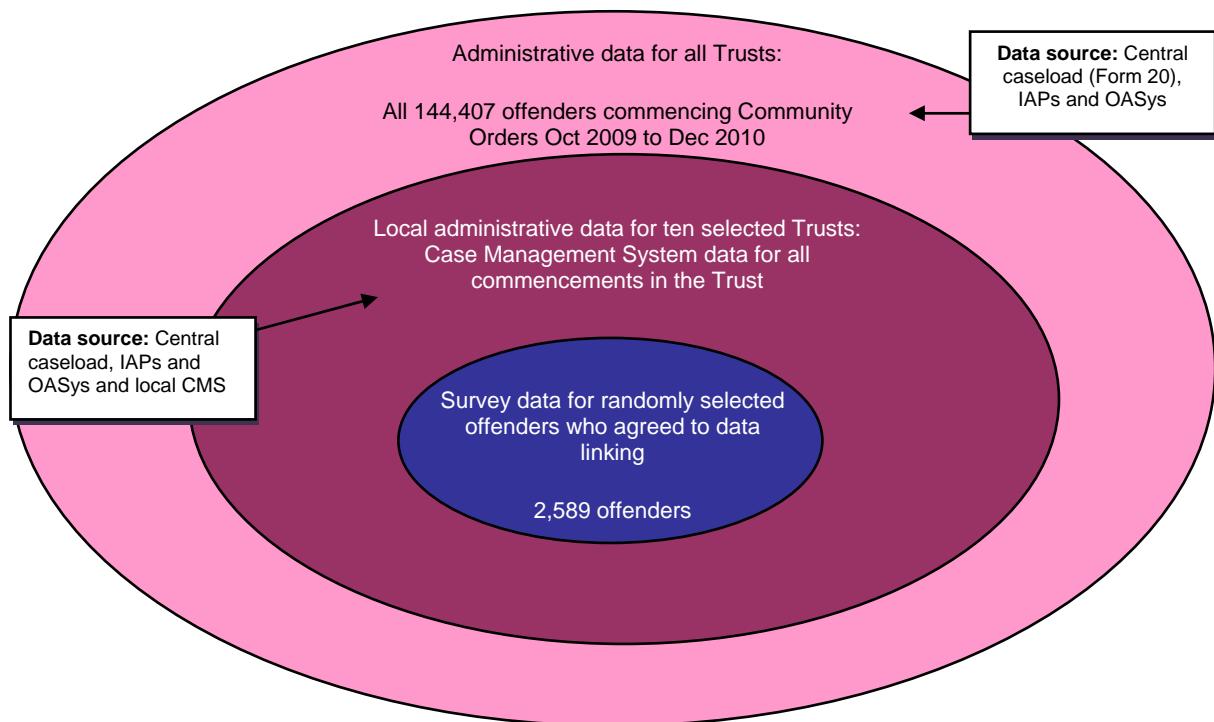 Administrative data for all Trusts:
All 144,407 offenders commencing Community
Orders Oct 2009 to Dec 2010
Data source: Central
caseload (Form 20),
IAPs and OASys
Local administrative data for ten selected Trusts:
Case Management System data for all
commencements in the Trust
Data source: Central
caseload, IAPs and
OASys and local CMS
Survey data for randomly selected
offenders who agreed to data
linking
2,589 offenders